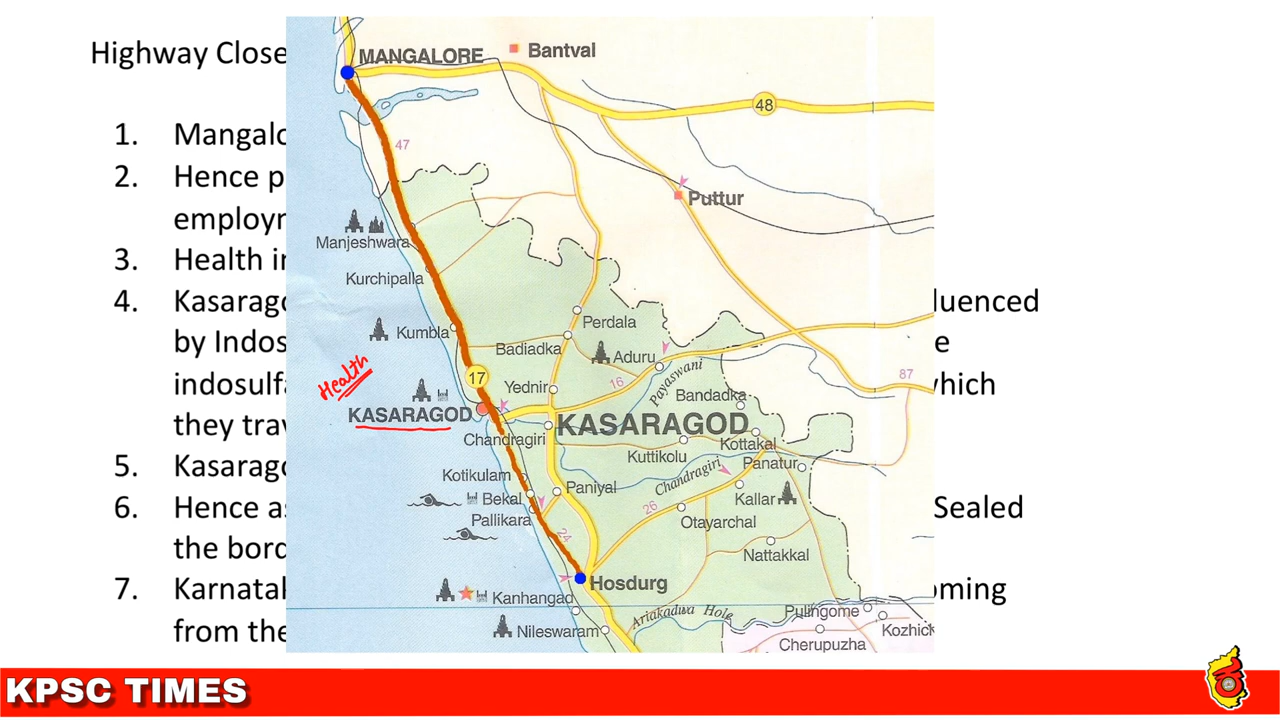 Highway Close
1. Mangalo
2. Hence p
employm
3. Health in
4. Kasarago
luenced
by Indos
e
indosulfa
which
they trav
5. Kasarago
6. Hence as
Sealed
the bord
7. Karnatak
oming
from the
MANGALORE
Bantval
48
47
Puttur
Manjeshwara
Kurchipalla
Perdala
Kumbla
Badiadka
Aduru
Health
17
Yednir
16
Payaswani
87
Bandadka
KASARAGOD
KASARAGOD
Chandragiri
Kottakal
Kuttikolu
Panatur
Chandragiri
Kotikulam
Paniyal
Bekal
Kallar
26
Pallikara
Otayarchal
24
Nattakkal
Hosdurg
Kanhangad
Ariakadwa Hole
Pulingome
Nileswaram
Kozhick
Cherupuzha
KPSC TIMES